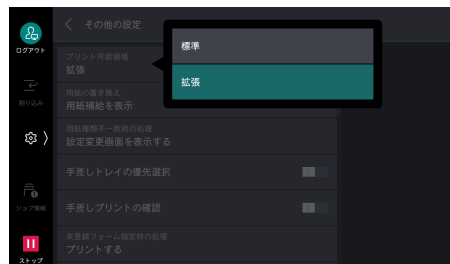 ログアウト
割り込み
ジョブ情報
ストップ
その他の設定
プリント可能領域
拡張
用紙の置き換え
用紙補給を表示
用紙種類不一致時の処理
設定変更画面を表示する
手差しトレイの優先選択
手差しプリントの確認
未登録フォーム指定時の処理
プリントする
標準
拡張